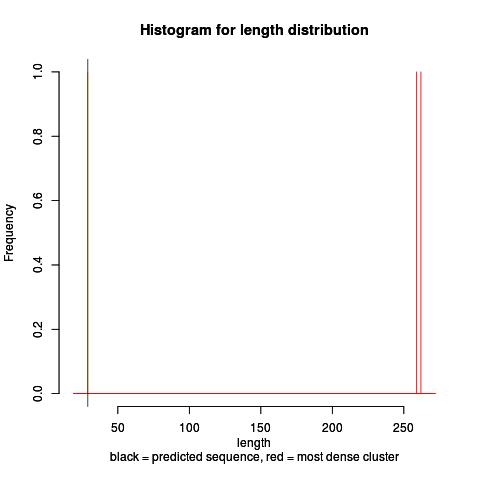 Histogram for length distribution
Frequency
1.0
0.8
0.6
0.4
0.2
0.0
50 100 150 200 250
length
black = predicted sequence, red = most dense cluster